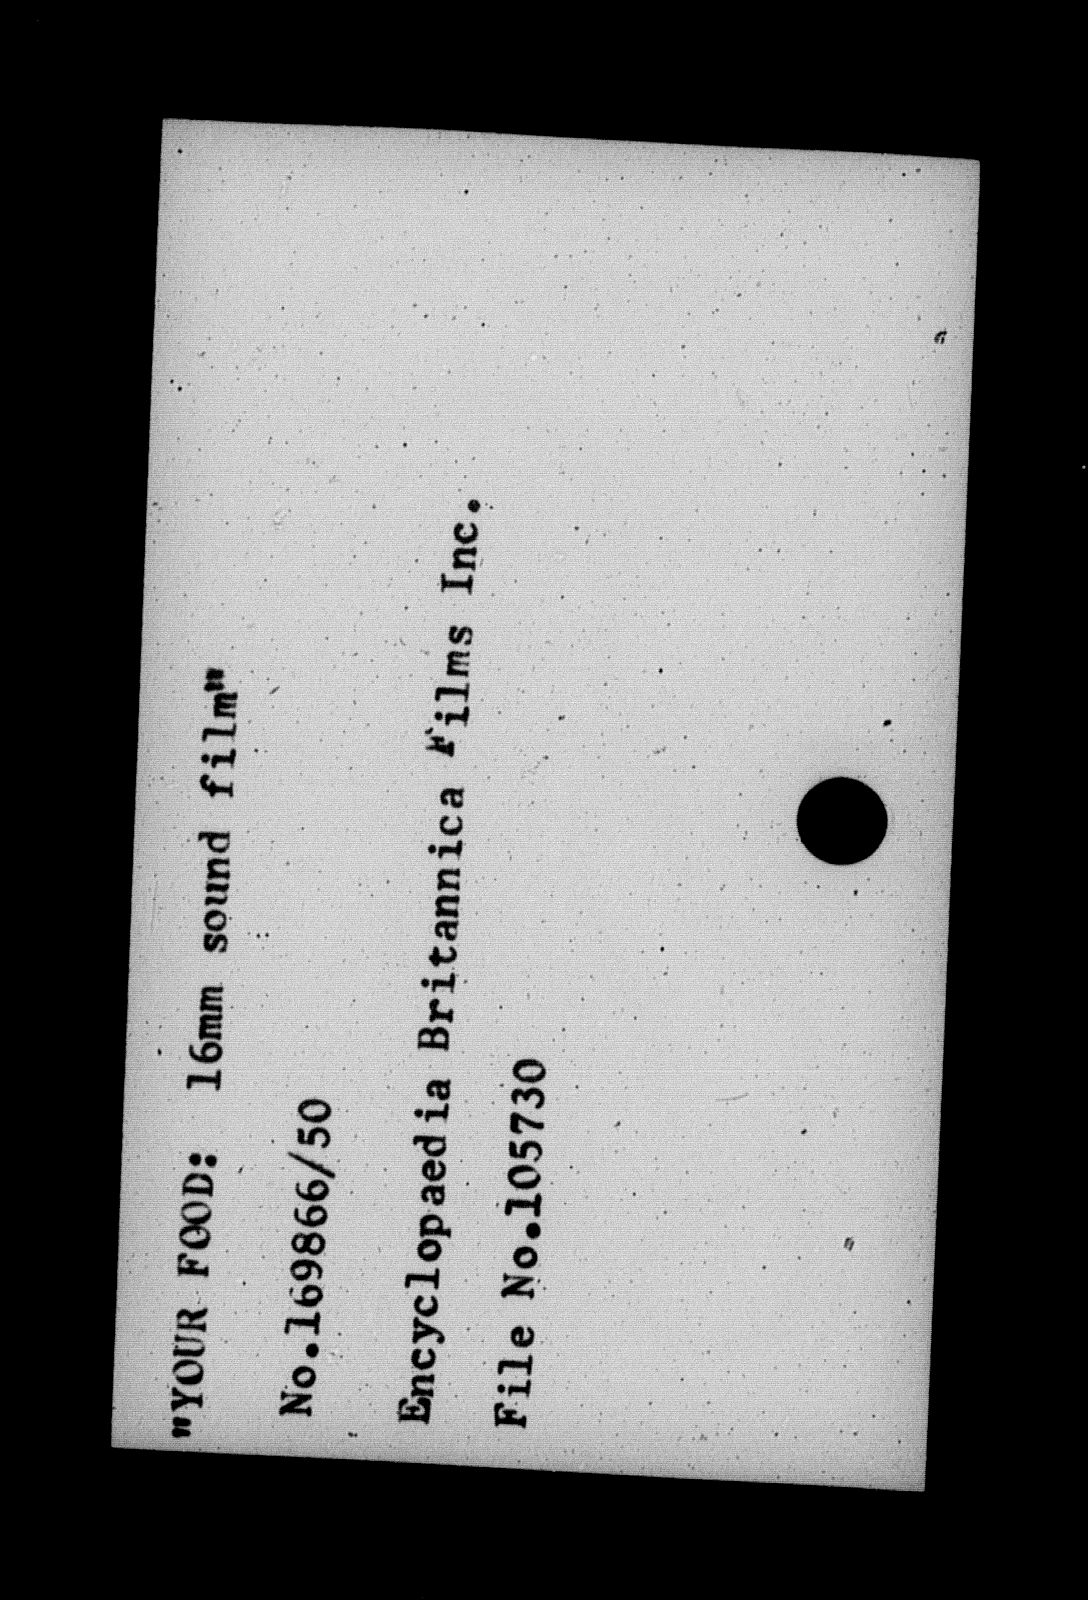 "YOUR FOOD: 16mm sound film"
No.169866/50
Encyclopaedia Britannica Films Inc.
File No.105730